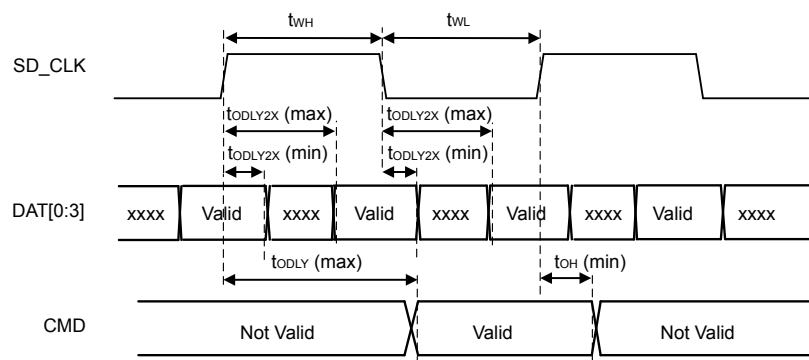 tWH tWL
SD_CLK
tODLY2X (max) tODLY2X (max)
tODLY2X (min) tODLY2X (min)
DAT[0:3] xxxx Valid xxxx Valid xxxx Valid xxxx Valid xxxx
tODLY (max) tOH (min)
CMD Not Valid Valid Not Valid